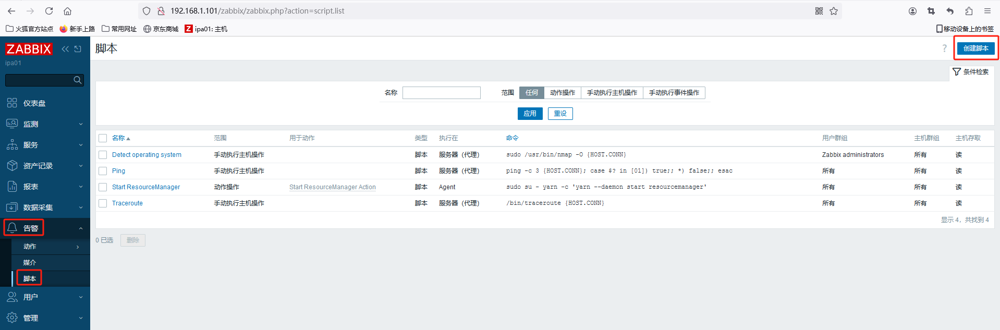 192.168.1.101/zabbix/zabbix.php?action=script.list
火狐官方站点 新手上路 常用网址 京东商城 Z ipa01: 主机 移动设备上的书签
ZABBIX
ipa01
仪表盘
监测
服务
资产记录
报表
数据采集
告警
动作
媒介
脚本
用户
管理
脚本 ? 创建脚本
条件检索
名称 范围 任何 动作操作 手动执行主机操作 手动执行事件操作
应用 重设
名称 范围 用于动作 类型 执行在 命令 用户群组 主机群组 主机存取
Detect operating system 手动执行主机操作 脚本 服务器（代理） sudo /usr/bin/nmap -O {HOST.CONN} Zabbix administrators 所有 读
Ping 手动执行主机操作 脚本 服务器（代理） ping -c 3 {HOST.CONN}; case $? in [01]) true;; *) false;; esac 所有 所有 读
Start ResourceManager 动作操作 Start ResourceManager Action 脚本 Agent sudo su - yarn -c 'yarn --daemon start resourcemanager' 所有 所有 读
Traceroute 手动执行主机操作 脚本 服务器（代理） /bin/traceroute {HOST.CONN} 所有 所有 读
显示 4，共找到 4
0 已选 删除